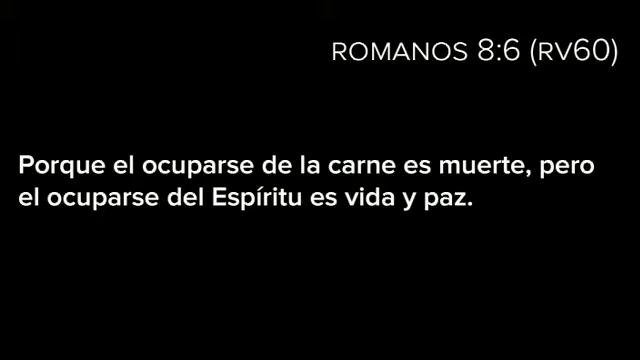 ROMANOS 8:6 (RV60)
Porque el ocuparse de la carne es muerte, pero
el ocuparse del Espíritu es vida y paz.